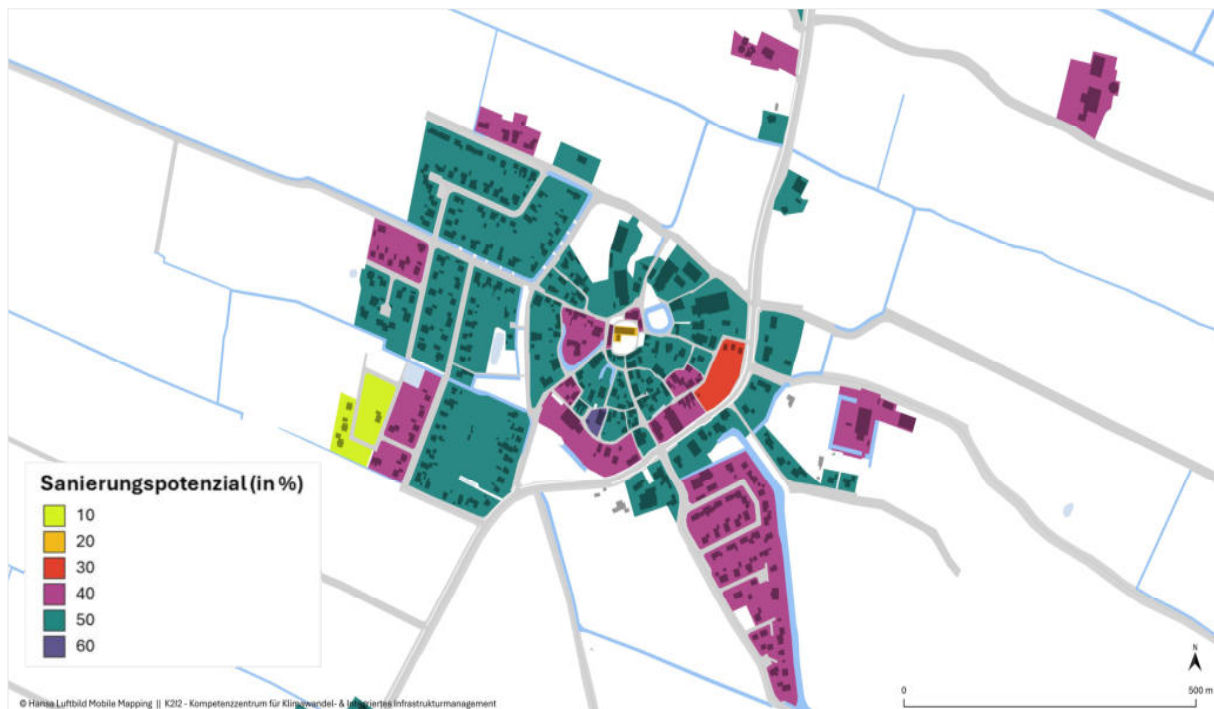 Sanierungspotenzial (in %)
10
20
30
40
50
60
N
0 500 m
© Hansa Luftbild Mobile Mapping || K2I2 - Kompetenzzentrum für Klimawandel- & Integriertes Infrastrukturmanagement